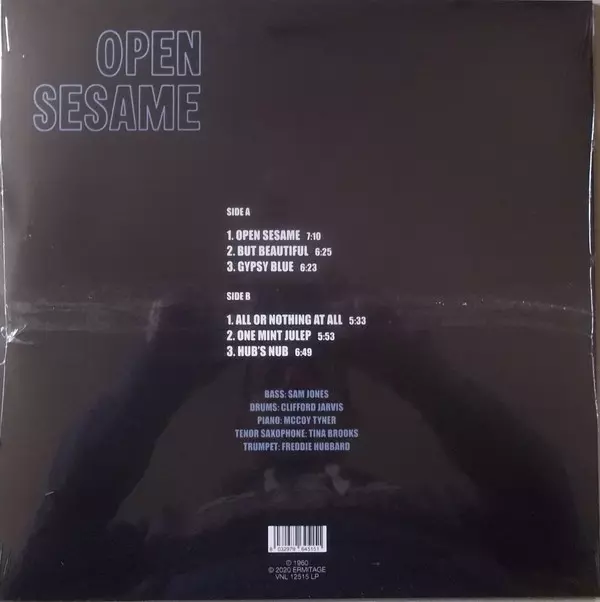 OPEN
SESAME
SIDE A
1. OPEN SESAME 7:10
2. BUT BEAUTIFUL 6:25
3. GYPSY BLUE 6:23
SIDE B
1. ALL OR NOTHING AT ALL 5:33
2. ONE MINT JULEP 5:53
3. HUB'S NUB 6:49
BASS: SAM JONES
DRUMS: CLIFFORD JARVIS
PIANO: MCCOY TYNER
TENOR SAXOPHONE: TINA BROOKS
TRUMPET: FREDDIE HUBBARD
8 032979 645151
© 1960
© 2020 ERMITAGE
VNL 12515 LP